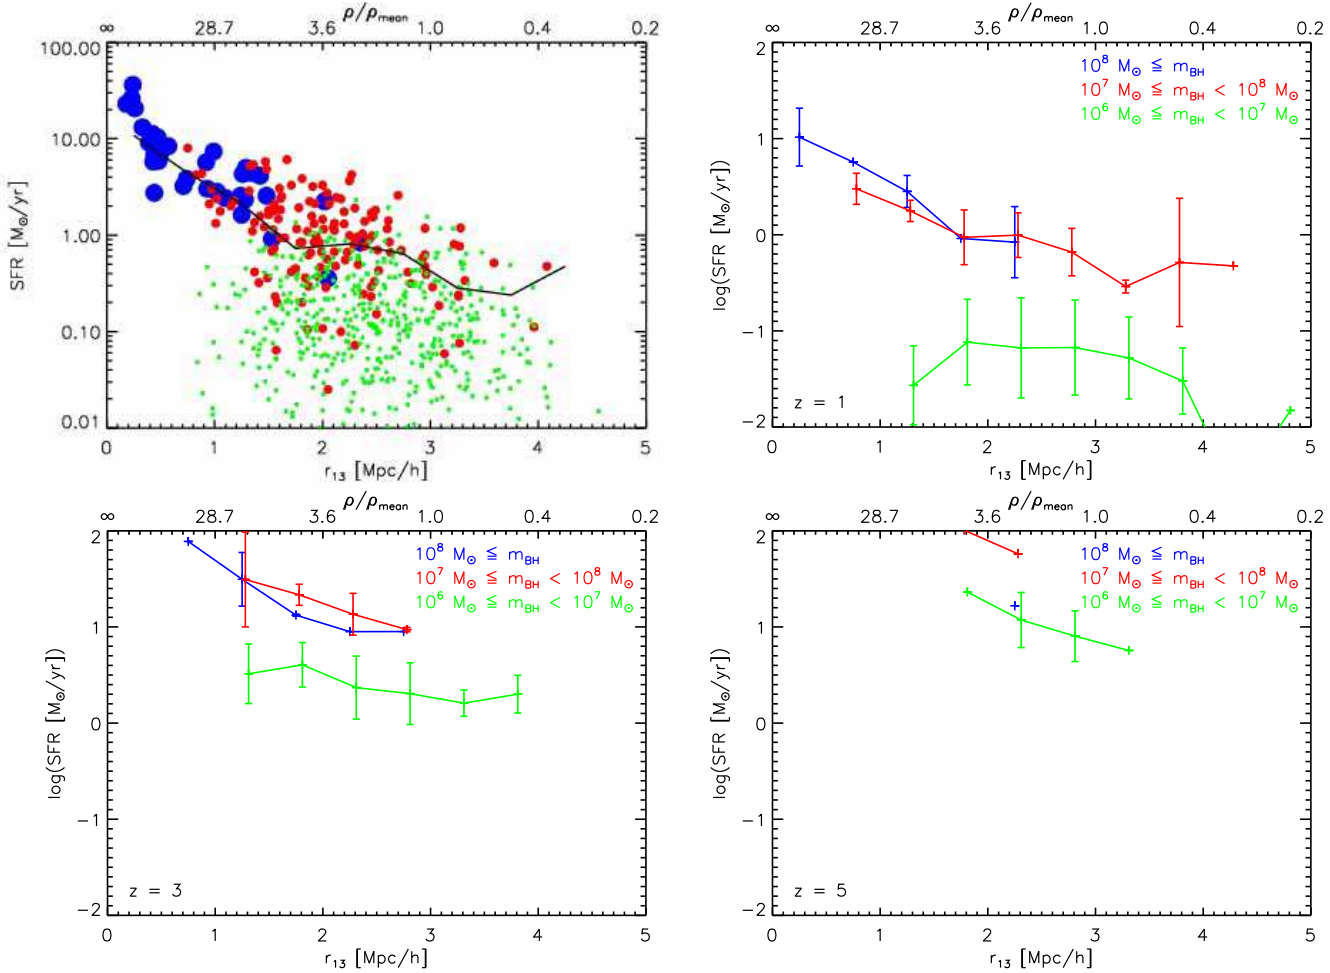 ρ/ρmean
∞ 28.7 3.6 1.0 0.4 0.2
100.00
10.00
1.00
0.10
0.01
SFR [M⊙/yr]
0 1 2 3 4 5
r13 [Mpc/h]
ρ/ρmean
∞ 28.7 3.6 1.0 0.4 0.2
10^8 M⊙ ≦ mBH
10^7 M⊙ ≦ mBH < 10^8 M⊙
10^6 M⊙ ≦ mBH < 10^7 M⊙
2
1
0
−1
−2
log(SFR [M⊙/yr])
z = 1
0 1 2 3 4 5
r13 [Mpc/h]
ρ/ρmean
∞ 28.7 3.6 1.0 0.4 0.2
10^8 M⊙ ≦ mBH
10^7 M⊙ ≦ mBH < 10^8 M⊙
10^6 M⊙ ≦ mBH < 10^7 M⊙
2
1
0
−1
−2
log(SFR [M⊙/yr])
z = 3
0 1 2 3 4 5
r13 [Mpc/h]
ρ/ρmean
∞ 28.7 3.6 1.0 0.4 0.2
10^8 M⊙ ≦ mBH
10^7 M⊙ ≦ mBH < 10^8 M⊙
10^6 M⊙ ≦ mBH < 10^7 M⊙
2
1
0
−1
−2
log(SFR [M⊙/yr])
z = 5
0 1 2 3 4 5
r13 [Mpc/h]